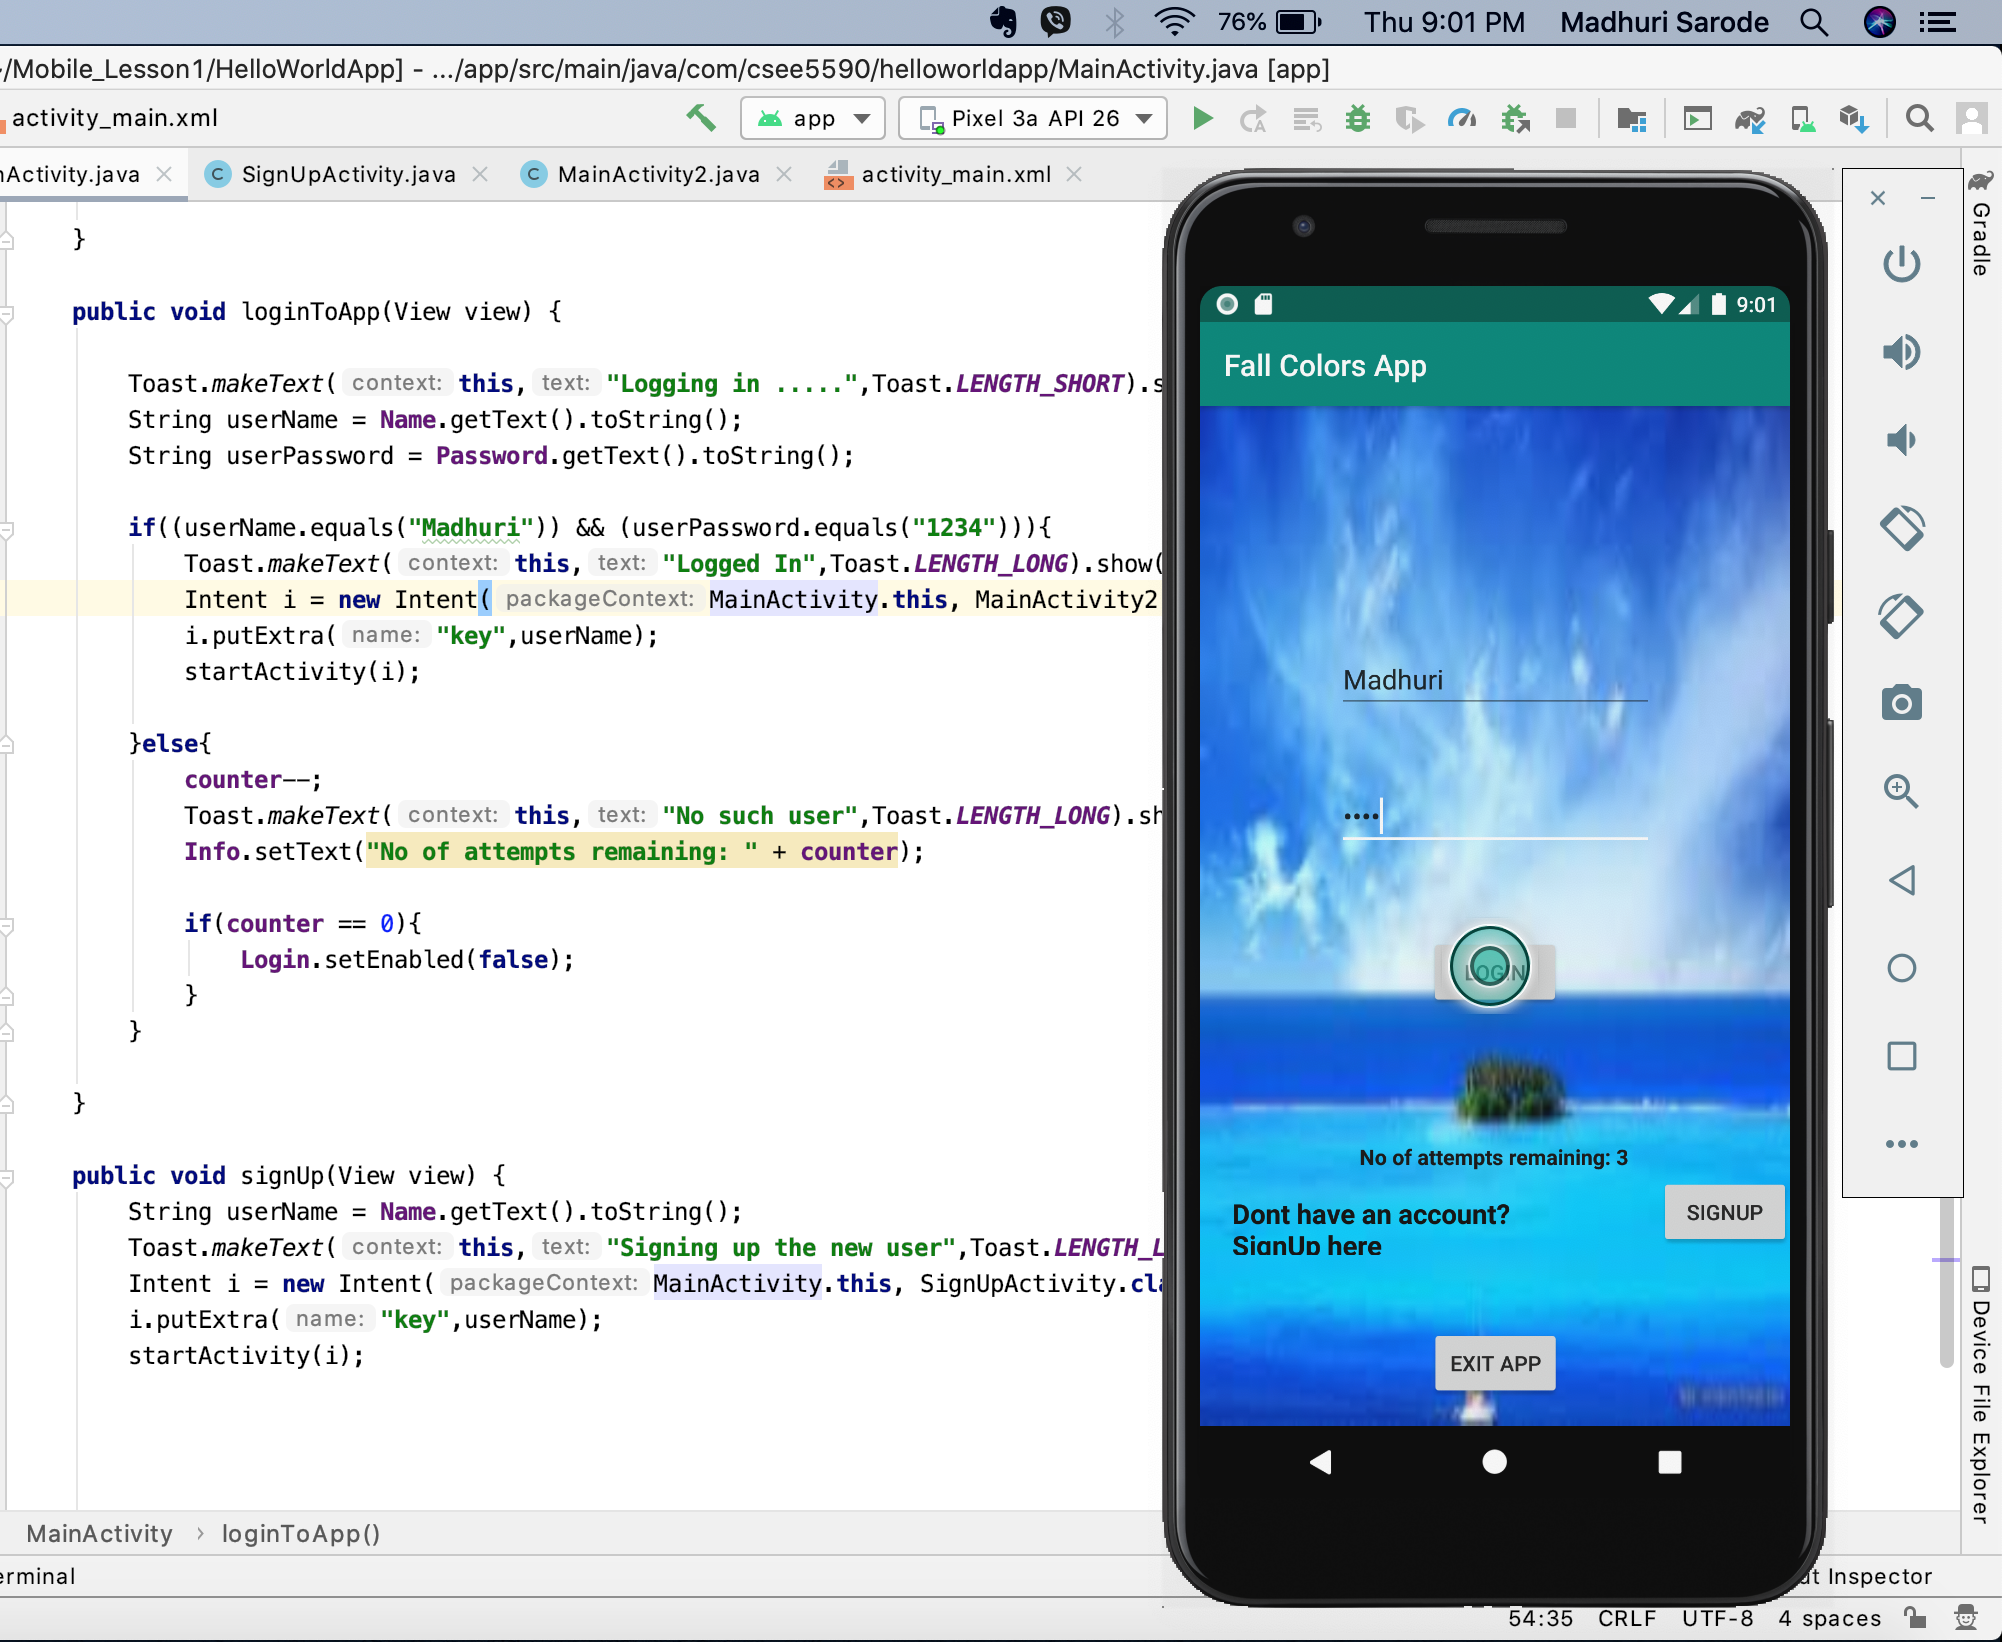 76% Thu 9:01 PM Madhuri Sarode
/Mobile_Lesson1/HelloWorldApp] - .../app/src/main/java/com/csee5590/helloworldapp/MainActivity.java [app]
activity_main.xml app Pixel 3a API 26
nActivity.java SignUpActivity.java MainActivity2.java activity_main.xml
}
public void loginToApp(View view) {
Toast.makeText( context: this, text: "Logging in .....",Toast.LENGTH_SHORT).s
String userName = Name.getText().toString();
String userPassword = Password.getText().toString();
if((userName.equals("Madhuri")) && (userPassword.equals("1234"))){
Toast.makeText( context: this, text: "Logged In",Toast.LENGTH_LONG).show(
Intent i = new Intent( packageContext: MainActivity.this, MainActivity2
i.putExtra( name: "key",userName);
startActivity(i);
}else{
counter--;
Toast.makeText( context: this, text: "No such user",Toast.LENGTH_LONG).sh
Info.setText("No of attempts remaining: " + counter);
if(counter == 0){
Login.setEnabled(false);
}
}
}
public void signUp(View view) {
String userName = Name.getText().toString();
Toast.makeText( context: this, text: "Signing up the new user",Toast.LENGTH_L
Intent i = new Intent( packageContext: MainActivity.this, SignUpActivity.cla
i.putExtra( name: "key",userName);
startActivity(i);
9:01
Fall Colors App
Madhuri
••••
LOGIN
No of attempts remaining: 3
Dont have an account?
SignUp here
SIGNUP
EXIT APP
Gradle
Device File Explorer
MainActivity › loginToApp()
erminal
ut Inspector
54:35 CRLF UTF-8 4 spaces